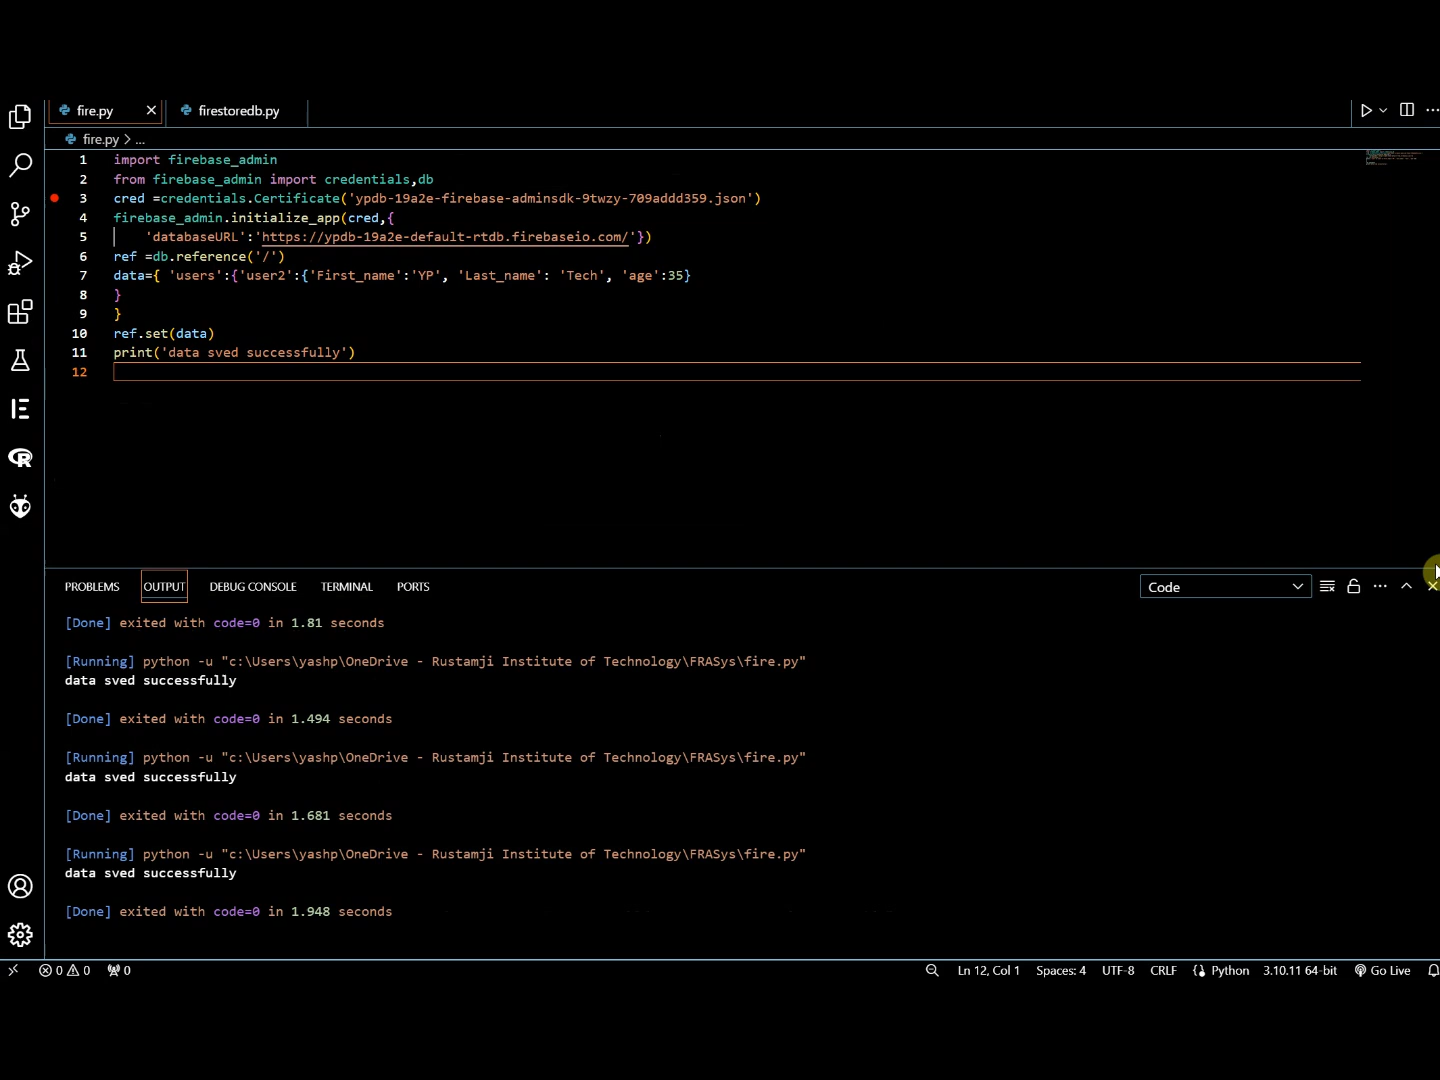 fire.py
firestoredb.py
fire.py > ...
1 import firebase_admin
2 from firebase_admin import credentials,db
3 cred =credentials.Certificate('ypdb-19a2e-firebase-adminsdk-9twzy-709addd359.json')
4 firebase_admin.initialize_app(cred,{
5     'databaseURL':'https://ypdb-19a2e-default-rtdb.firebaseio.com/'})
6 ref =db.reference('/')
7 data={ 'users':{'user2':{'First_name':'YP', 'Last_name': 'Tech', 'age':35}
8 }
9 }
10 ref.set(data)
11 print('data sved successfully')
12
PROBLEMS OUTPUT DEBUG CONSOLE TERMINAL PORTS Code
[Done] exited with code=0 in 1.81 seconds
[Running] python -u "c:\Users\yashp\OneDrive - Rustamji Institute of Technology\FRASys\fire.py"
data sved successfully
[Done] exited with code=0 in 1.494 seconds
[Running] python -u "c:\Users\yashp\OneDrive - Rustamji Institute of Technology\FRASys\fire.py"
data sved successfully
[Done] exited with code=0 in 1.681 seconds
[Running] python -u "c:\Users\yashp\OneDrive - Rustamji Institute of Technology\FRASys\fire.py"
data sved successfully
[Done] exited with code=0 in 1.948 seconds
0 0 0 Ln 12, Col 1 Spaces: 4 UTF-8 CRLF Python 3.10.11 64-bit Go Live